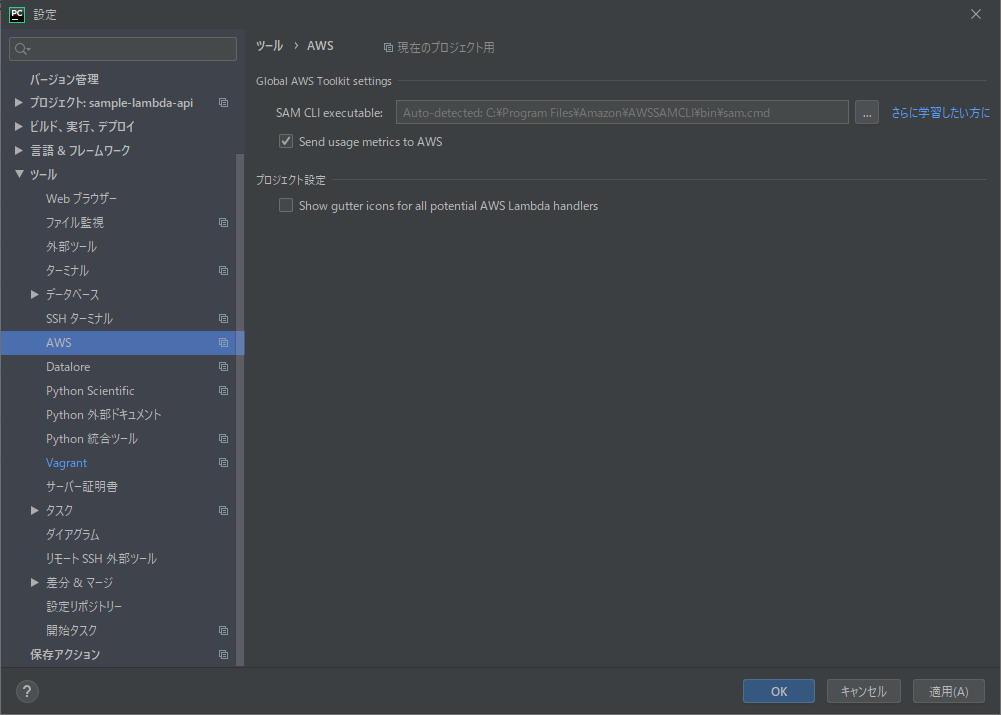 PC 設定
ツール › AWS 現在のプロジェクト用
バージョン管理
プロジェクト: sample-lambda-api
ビルド、実行、デプロイ
言語 & フレームワーク
ツール
Web ブラウザー
ファイル監視
外部ツール
ターミナル
データベース
SSH ターミナル
AWS
Datalore
Python Scientific
Python 外部ドキュメント
Python 統合ツール
Vagrant
サーバー証明書
タスク
ダイアグラム
リモート SSH 外部ツール
差分 & マージ
設定リポジトリー
開始タスク
保存アクション
Global AWS Toolkit settings
SAM CLI executable: Auto-detected: C:¥Program Files¥Amazon¥AWSSAMCLI¥bin¥sam.cmd ... さらに学習したい方に
Send usage metrics to AWS
プロジェクト設定
Show gutter icons for all potential AWS Lambda handlers
? OK キャンセル 適用(A)